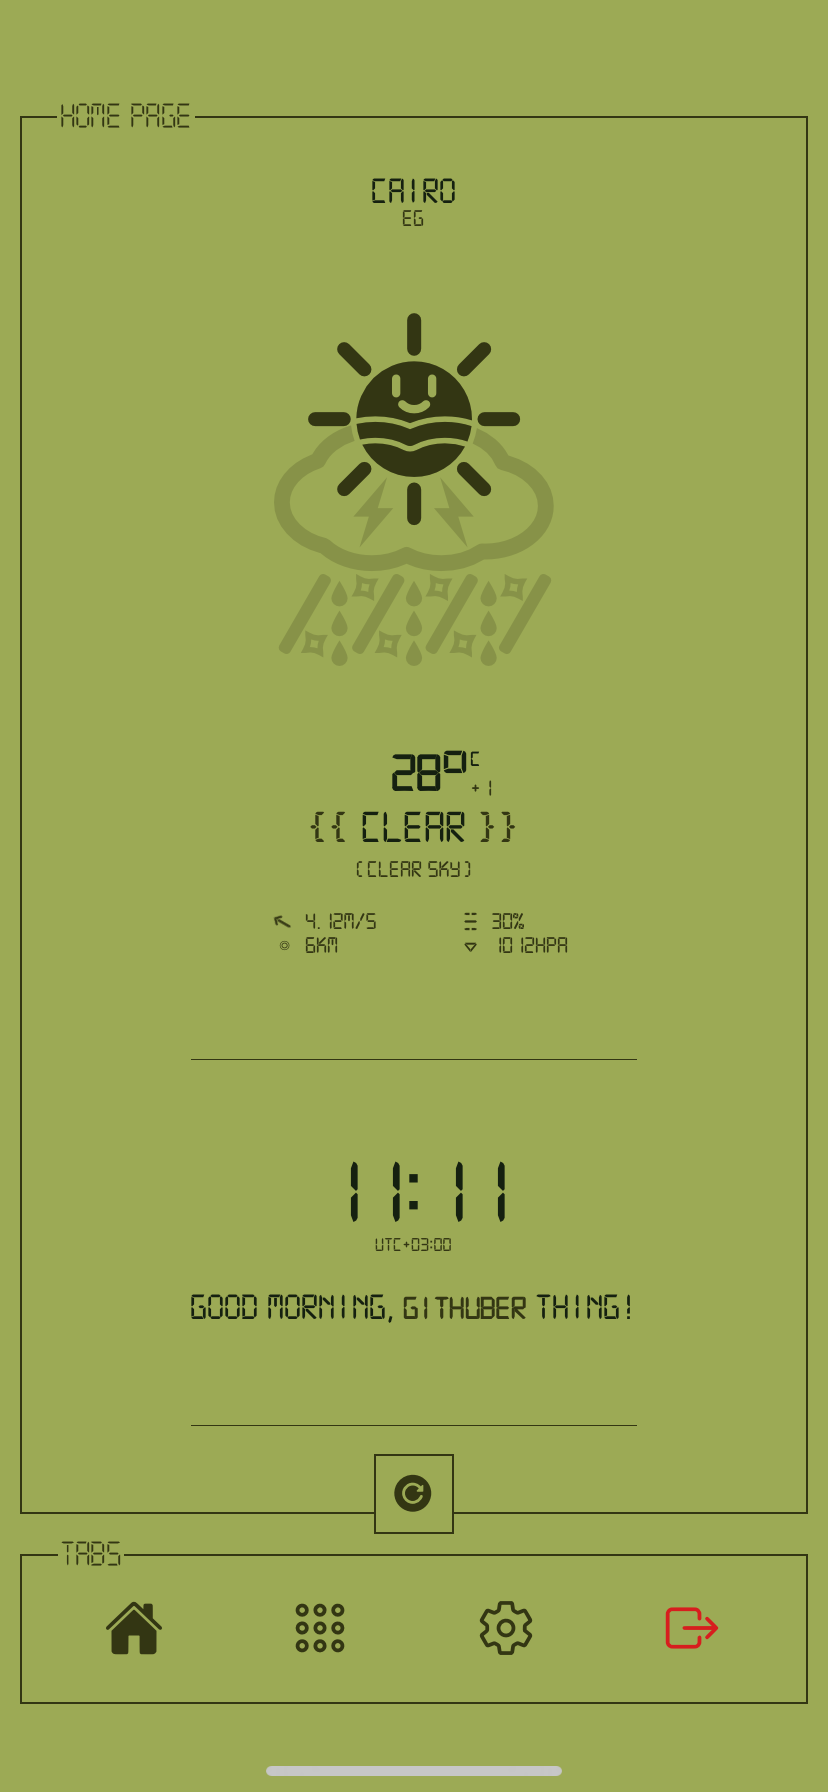 HOME PAGE
CAIRO
EG
28° C
+1
{{ CLEAR }}
(CLEAR SKY)
4.12M/S 30%
6KM 1012HPA
11:11
UTC+03:00
GOOD MORNING, GITHUBER THING!
TABS